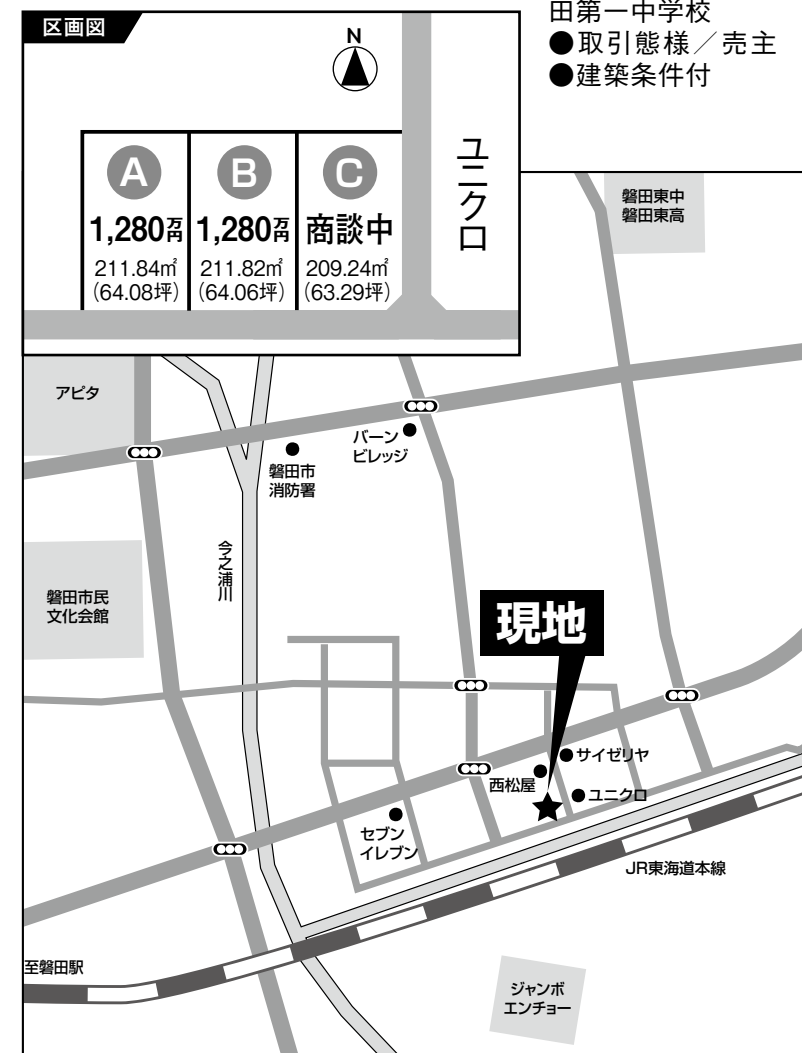 田第一中学校
●取引態様／売主
●建築条件付
区画図
N
A
1,280万円
211.84㎡
（64.08坪）
B
1,280万円
211.82㎡
（64.06坪）
C
商談中
209.24㎡
（63.29坪）
ユニクロ
磐田東中
磐田東高
アピタ
バーン
ビレッジ
磐田市
消防署
今之浦川
磐田市民
文化会館
現地
サイゼリヤ
西松屋
ユニクロ
セブン
イレブン
JR東海道本線
至磐田駅
ジャンボ
エンチョー